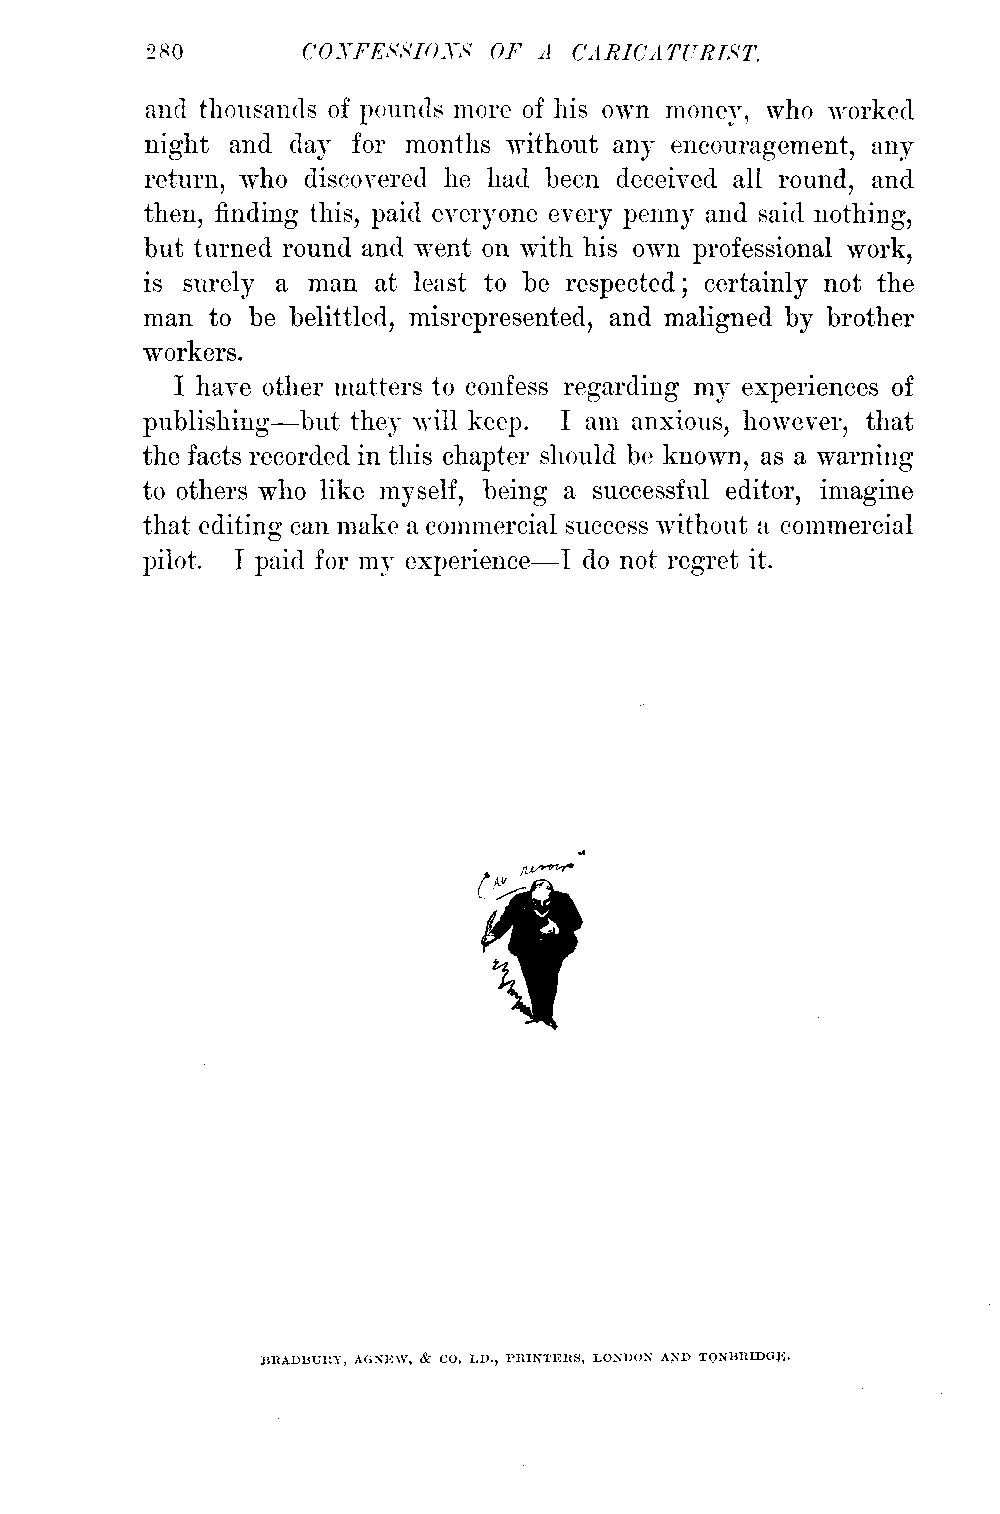 280 CONFESSIONS OF A CARICATURIST.
and thousands of pounds more of his own money, who worked
night and day for months without any encouragement, any
return, who discovered he had been deceived all round, and
then, finding this, paid everyone every penny and said nothing,
but turned round and went on with his own professional work,
is surely a man at least to be respected; certainly not the
man to be belittled, misrepresented, and maligned by brother
workers.
I have other matters to confess regarding my experiences of
publishing—but they will keep. I am anxious, however, that
the facts recorded in this chapter should be known, as a warning
to others who like myself, being a successful editor, imagine
that editing can make a commercial success without a commercial
pilot. I paid for my experience—I do not regret it.
Au revoir"
BRADBURY, AGNEW, & CO. LD., PRINTERS, LONDON AND TONBRIDGE.